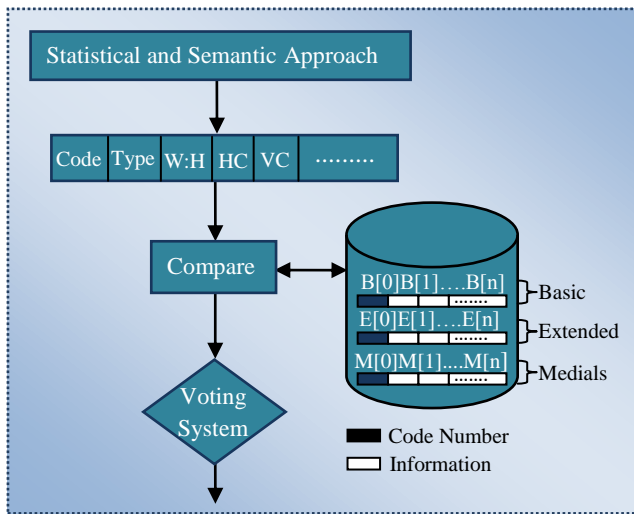 Statistical and Semantic Approach
Code Type W:H HC VC .........
Compare
B[0]B[1]....B[n]
.......
Basic
E[0]E[1]....E[n]
.......
Extended
M[0]M[1]....M[n]
.......
Medials
Voting
System
Code Number
Information